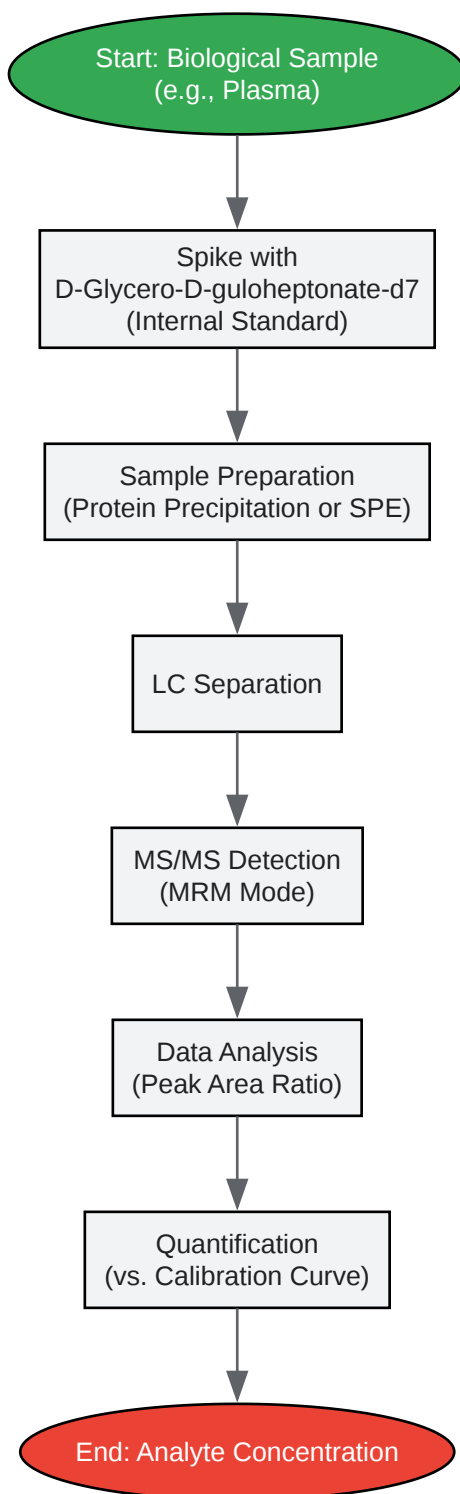 Start: Biological Sample
(e.g., Plasma)
Spike with
D-Glycero-D-guloheptonate-d7
(Internal Standard)
Sample Preparation
(Protein Precipitation or SPE)
LC Separation
MS/MS Detection
(MRM Mode)
Data Analysis
(Peak Area Ratio)
Quantification
(vs. Calibration Curve)
End: Analyte Concentration